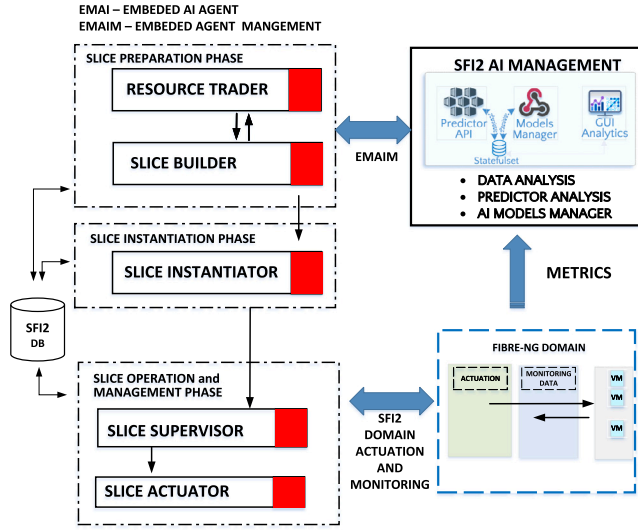 EMAI – EMBEDED AI AGENT
EMAIM – EMBEDED AGENT MANGEMENT
SLICE PREPARATION PHASE
RESOURCE TRADER
SLICE BUILDER
SLICE INSTANTIATION PHASE
SLICE INSTANTIATOR
SFI2
DB
SLICE OPERATION and
MANAGEMENT PHASE
SLICE SUPERVISOR
SLICE ACTUATOR
EMAIM
SFI2 AI MANAGEMENT
Predictor
API
Models
Manager
GUI
Analytics
Statefulset
• DATA ANALYSIS
• PREDICTOR ANALYSIS
• AI MODELS MANAGER
METRICS
SFI2
DOMAIN
ACTUATION
AND
MONITORING
FIBRE-NG DOMAIN
ACTUATION
MONITORING
DATA
VM
VM
VM